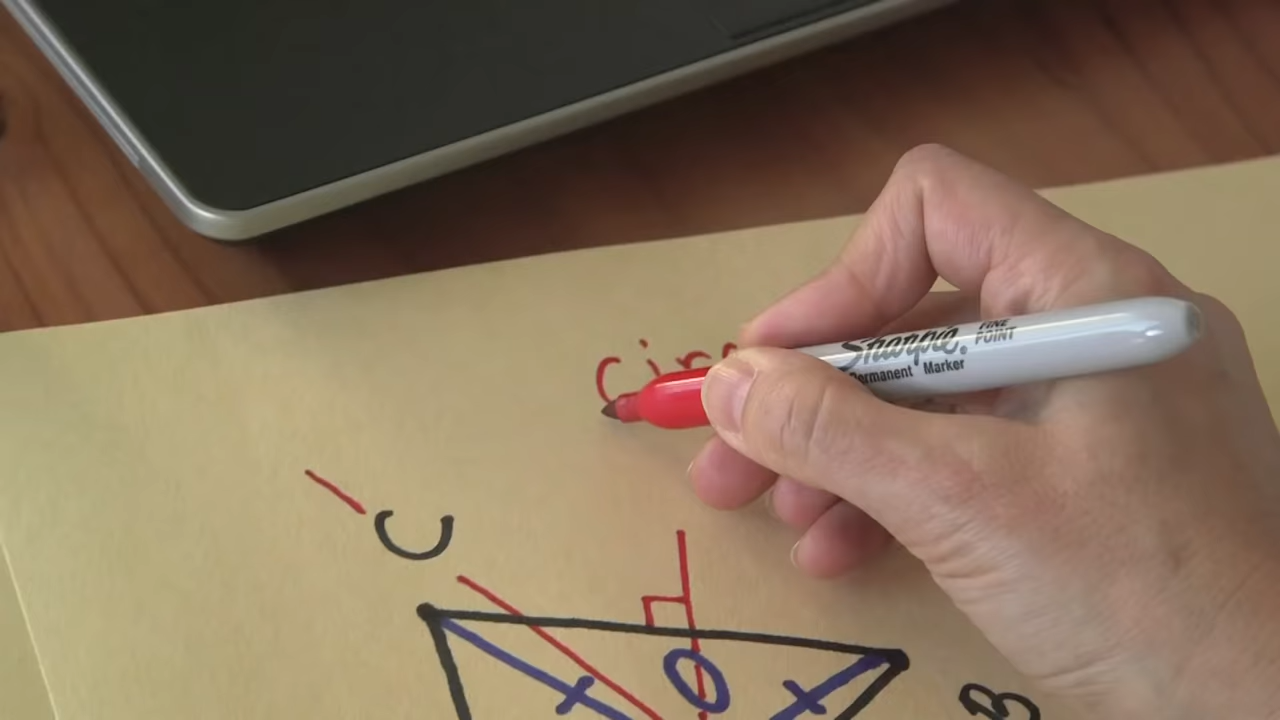 Circ
Sharpie.
FINE
POINT
Permanent Marker
C
O
B